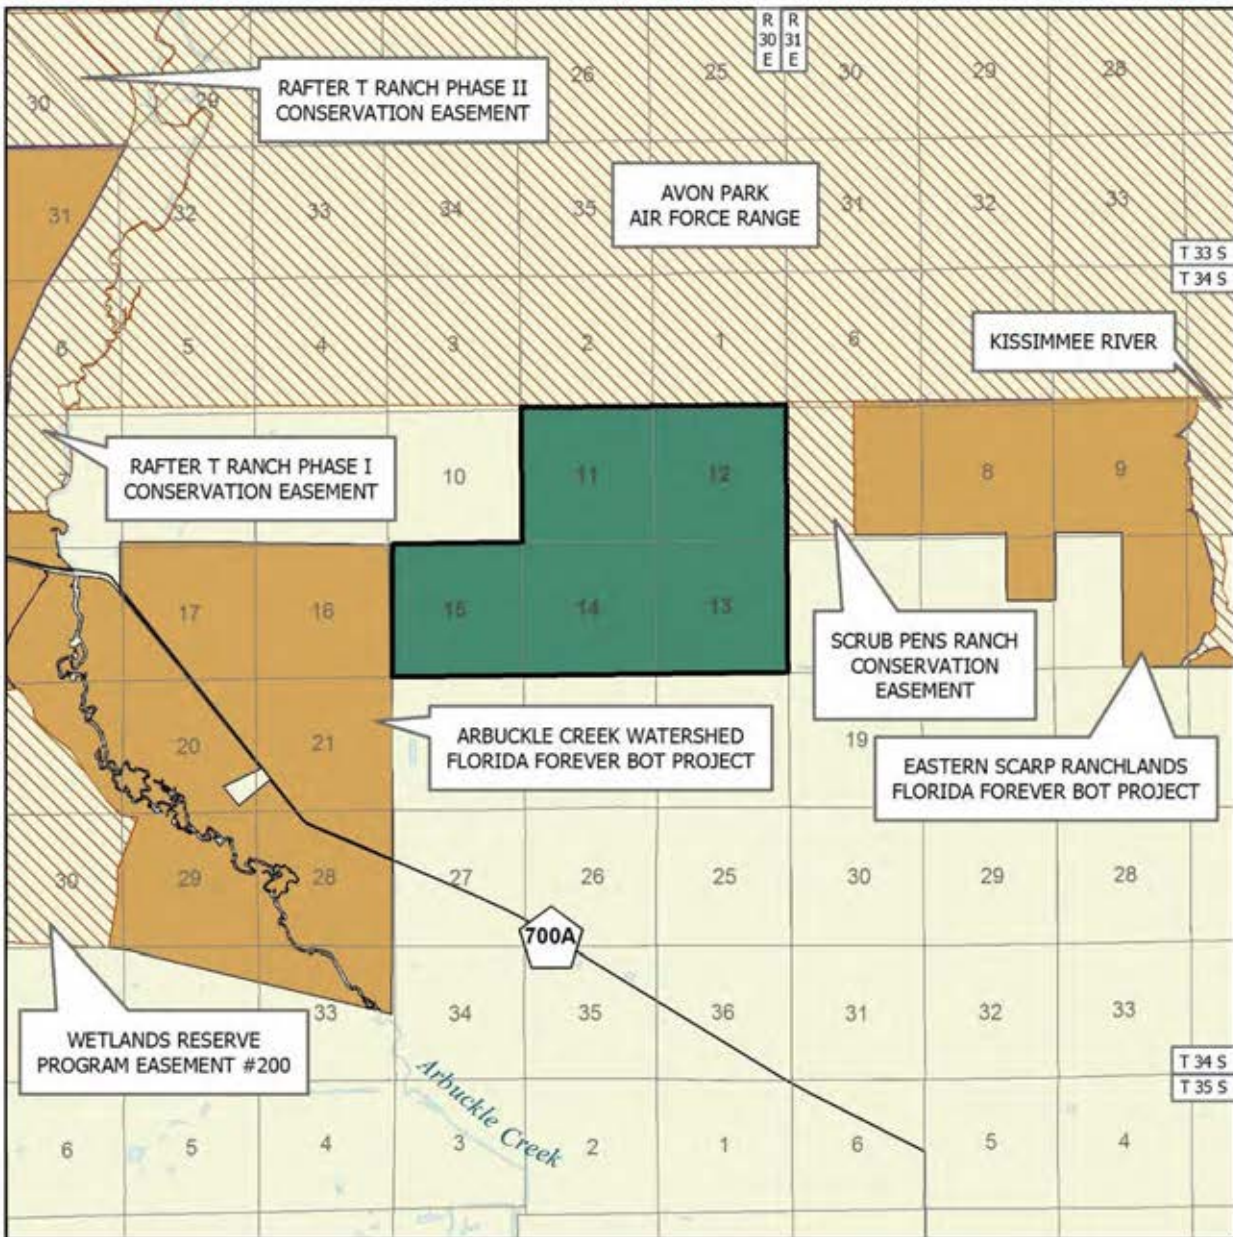 R R
30 31
E E
26 25 30 29 28
30 29
RAFTER T RANCH PHASE II
CONSERVATION EASEMENT
AVON PARK
AIR FORCE RANGE
31 32 33 34 35 31 32 33
T 33 S
T 34 S
6 5 4 3 2 1 6
KISSIMMEE RIVER
RAFTER T RANCH PHASE I
CONSERVATION EASEMENT
7 10 11 12 8 9
17 16 15 14 13
SCRUB PENS RANCH
CONSERVATION
EASEMENT
ARBUCKLE CREEK WATERSHED
FLORIDA FOREVER BOT PROJECT
20 21 19
EASTERN SCARP RANCHLANDS
FLORIDA FOREVER BOT PROJECT
30 29 28 27 26 25 30 29 28
700A
WETLANDS RESERVE
PROGRAM EASEMENT #200
33 34 35 36 31 32 33
T 34 S
T 35 S
Arbuckle Creek
6 5 4 3 2 1 6 5 4